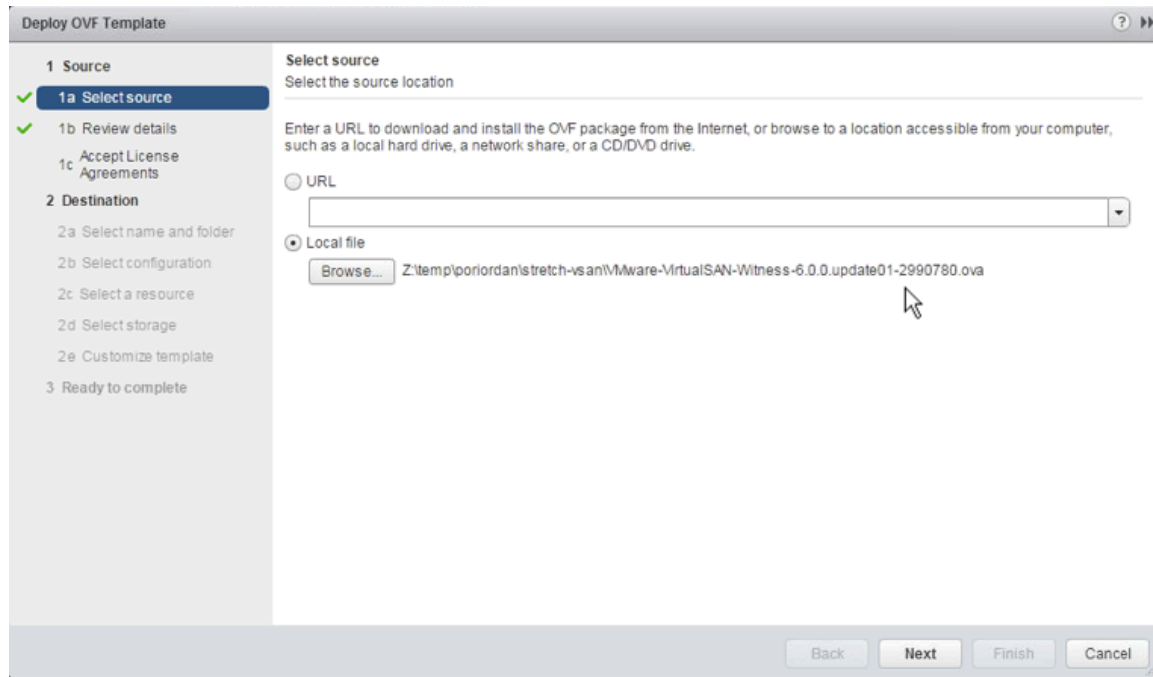 Deploy OVF Template
?
1 Source
1a Select source
1b Review details
1c Accept License
Agreements
2 Destination
2a Select name and folder
2b Select configuration
2c Select a resource
2d Select storage
2e Customize template
3 Ready to complete
Select source
Select the source location
Enter a URL to download and install the OVF package from the Internet, or browse to a location accessible from your computer,
such as a local hard drive, a network share, or a CD/DVD drive.
URL
Local file
Browse... Z:\temp\poriordan\stretch-vsan\VMware-VirtualSAN-Witness-6.0.0.update01-2990780.ova
Back Next Finish Cancel